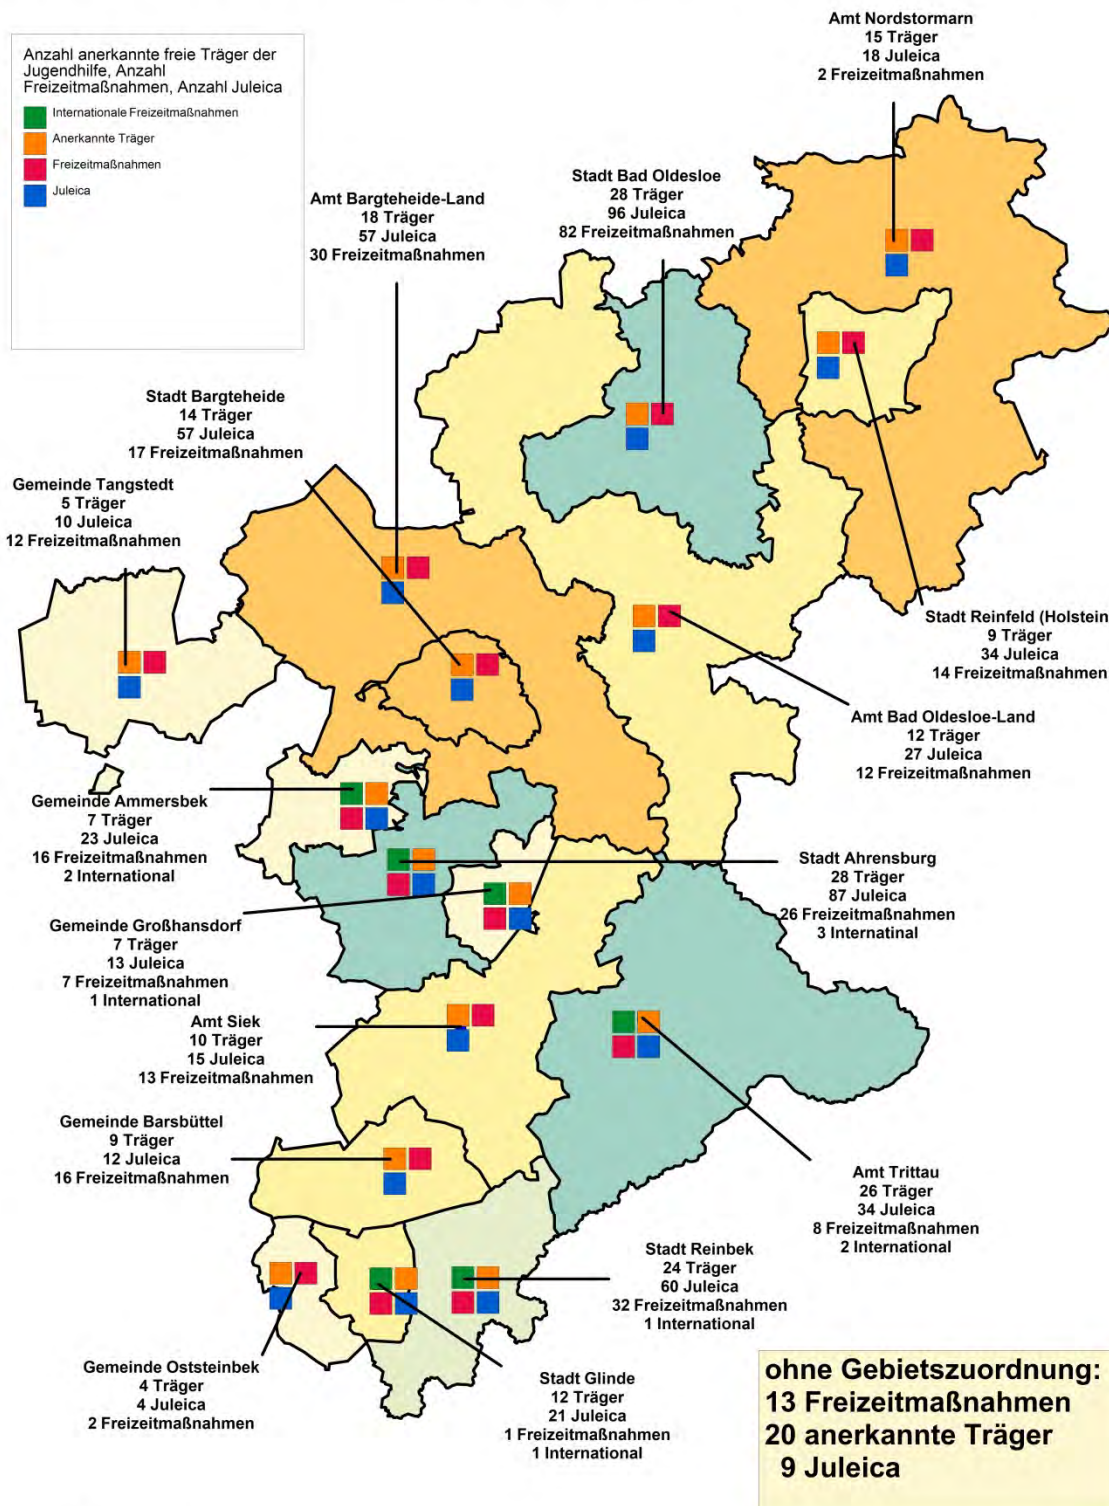 Anzahl anerkannte freie Träger der
Jugendhilfe, Anzahl
Freizeitmaßnahmen, Anzahl Juleica
Internationale Freizeitmaßnahmen
Anerkannte Träger
Freizeitmaßnahmen
Juleica
Amt Nordstormarn
15 Träger
18 Juleica
2 Freizeitmaßnahmen
Stadt Bad Oldesloe
28 Träger
96 Juleica
82 Freizeitmaßnahmen
Amt Bargteheide-Land
18 Träger
57 Juleica
30 Freizeitmaßnahmen
Stadt Bargteheide
14 Träger
57 Juleica
17 Freizeitmaßnahmen
Gemeinde Tangstedt
5 Träger
10 Juleica
12 Freizeitmaßnahmen
Stadt Reinfeld (Holstein
9 Träger
34 Juleica
14 Freizeitmaßnahmen
Amt Bad Oldesloe-Land
12 Träger
27 Juleica
12 Freizeitmaßnahmen
Gemeinde Ammersbek
7 Träger
23 Juleica
16 Freizeitmaßnahmen
2 International
Stadt Ahrensburg
28 Träger
87 Juleica
26 Freizeitmaßnahmen
3 Internatinal
Gemeinde Großhansdorf
7 Träger
13 Juleica
7 Freizeitmaßnahmen
1 International
Amt Siek
10 Träger
15 Juleica
13 Freizeitmaßnahmen
Gemeinde Barsbüttel
9 Träger
12 Juleica
16 Freizeitmaßnahmen
Amt Trittau
26 Träger
34 Juleica
8 Freizeitmaßnahmen
2 International
Stadt Reinbek
24 Träger
60 Juleica
32 Freizeitmaßnahmen
1 International
Gemeinde Oststeinbek
4 Träger
4 Juleica
2 Freizeitmaßnahmen
Stadt Glinde
12 Träger
21 Juleica
1 Freizeitmaßnahmen
1 International
ohne Gebietszuordnung:
13 Freizeitmaßnahmen
20 anerkannte Träger
9 Juleica